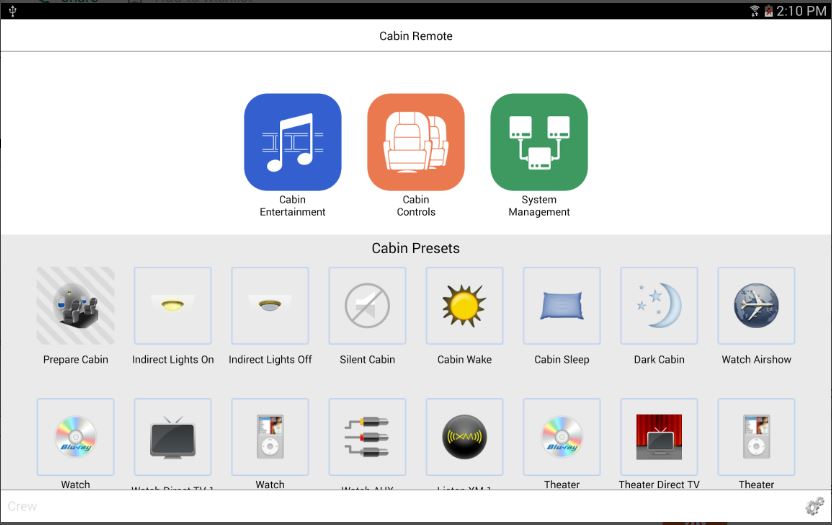 2:10 PM
Cabin Remote
Cabin
Entertainment
Cabin
Controls
System
Management
Cabin Presets
Prepare Cabin
Indirect Lights On
Indirect Lights Off
Silent Cabin
Cabin Wake
Cabin Sleep
Dark Cabin
Watch Airshow
Blu-ray
((XM))
Blu-ray
Watch
Watch Direct TV 1
Watch
Watch AUX
Listen XM 1
Theater
Theater Direct TV
Theater
Crew